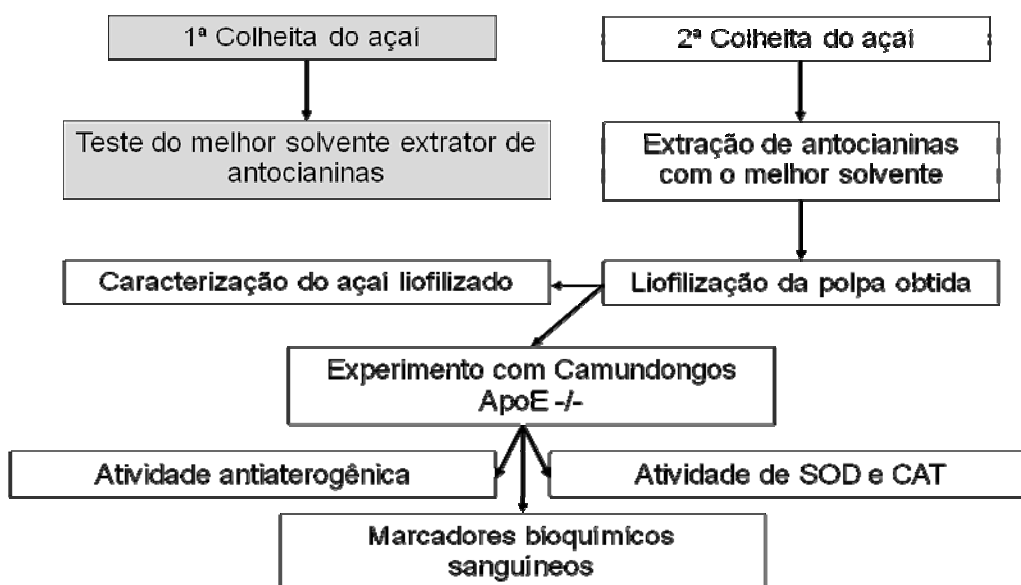 1ª Colheita do açaí
2ª Colheita do açaí
Teste do melhor solvente extrator de
antocianinas
Extração de antocianinas
com o melhor solvente
Caracterização do açaí liofilizado
Liofilização da polpa obtida
Experimento com Camundongos
ApoE -/-
Atividade antiaterogênica
Atividade de SOD e CAT
Marcadores bioquímicos
sanguíneos